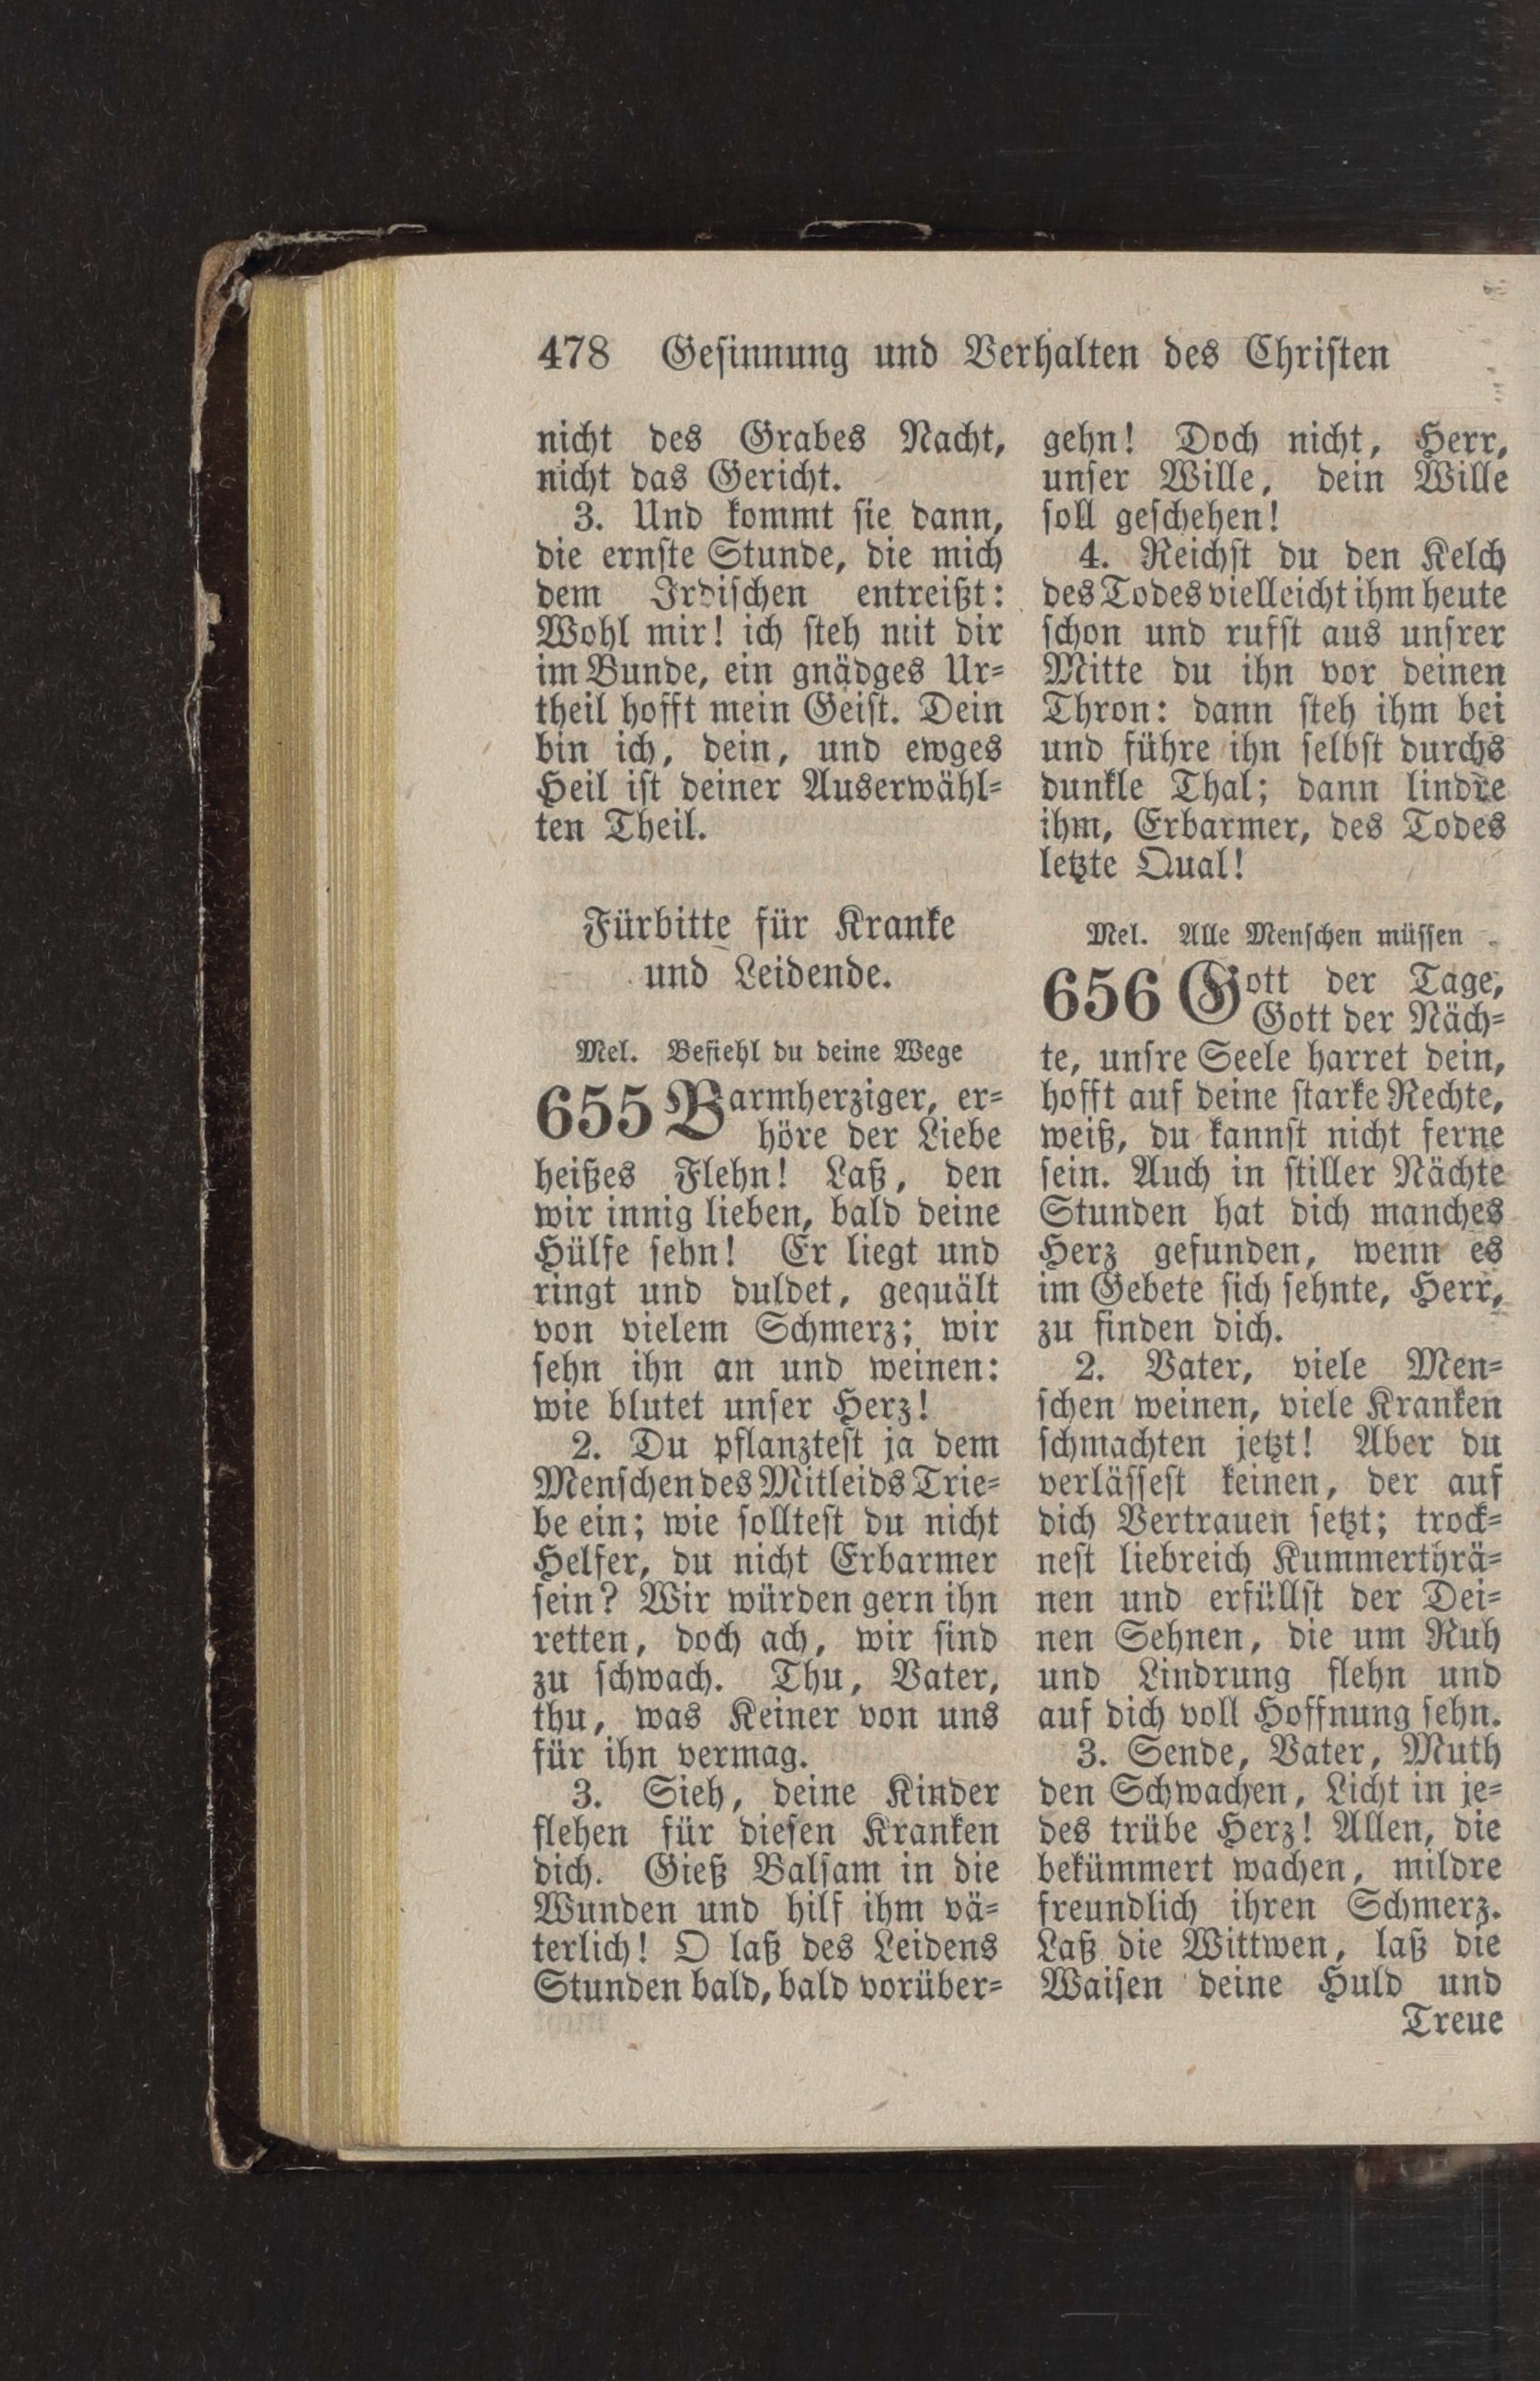 478 Gesinnung und Verhalten des Christen
nicht des Grabes Nacht,
nicht das Gericht.
3. Und kommt sie dann,
die ernste Stunde, die mich
dem Irdischen entreißt:
Wohl mir! ich steh mit dir
im Bunde, ein gnädges Ur-
theil hofft mein Geist. Dein
bin ich, dein, und ewges
Heil ist deiner Auserwähl-
ten Theil.
Fürbitte für Kranke
und Leidende.
Mel. Befiehl du deine Wege
655 Barmherziger, er-
höre der Liebe
heißes Flehn! Laß, den
wir innig lieben, bald deine
Hülfe sehn! Er liegt und
ringt und duldet, gequält
von vielem Schmerz; wir
sehn ihn an und weinen:
wie blutet unser Herz!
2. Du pflanztest ja dem
Menschen des Mitleids Trie-
be ein; wie solltest du nicht
Helfer, du nicht Erbarmer
sein? Wir würden gern ihn
retten, doch ach, wir sind
zu schwach. Thu, Vater,
thu, was Keiner von uns
für ihn vermag.
3. Sieh, deine Kinder
flehen für diesen Kranken
dich. Gieß Balsam in die
Wunden und hilf ihm vä-
terlich! O laß des Leidens
Stunden bald, bald vorüber-
gehn! Doch nicht, Herr,
unser Wille, dein Wille
soll geschehen!
4. Reichst du den Kelch
des Todes vielleicht ihm heute
schon und rufst aus unsrer
Mitte du ihn vor deinen
Thron: dann steh ihm bei
und führe ihn selbst durchs
dunkle Thal; dann lindre
ihm, Erbarmer, des Todes
letzte Qual!
Mel. Alle Menschen müssen
656 Gott der Tage,
Gott der Näch-
te, unsre Seele harret dein,
hofft auf deine starke Rechte,
weiß, du kannst nicht ferne
sein. Auch in stiller Nächte
Stunden hat dich manches
Herz gefunden, wenn es
im Gebete sich sehnte, Herr,
zu finden dich.
2. Vater, viele Men-
schen weinen, viele Kranken
schmachten jetzt! Aber du
verlässest keinen, der auf
dich Vertrauen setzt; trock-
nest liebreich Kummerthrä-
nen und erfüllst der Dei-
nen Sehnen, die um Ruh
und Lindrung flehn und
auf dich voll Hoffnung sehn.
3. Sende, Vater, Muth
den Schwachen, Licht in je-
des trübe Herz! Allen, die
bekümmert wachen, mildre
freundlich ihren Schmerz.
Laß die Wittwen, laß die
Waisen deine Huld und
Treue